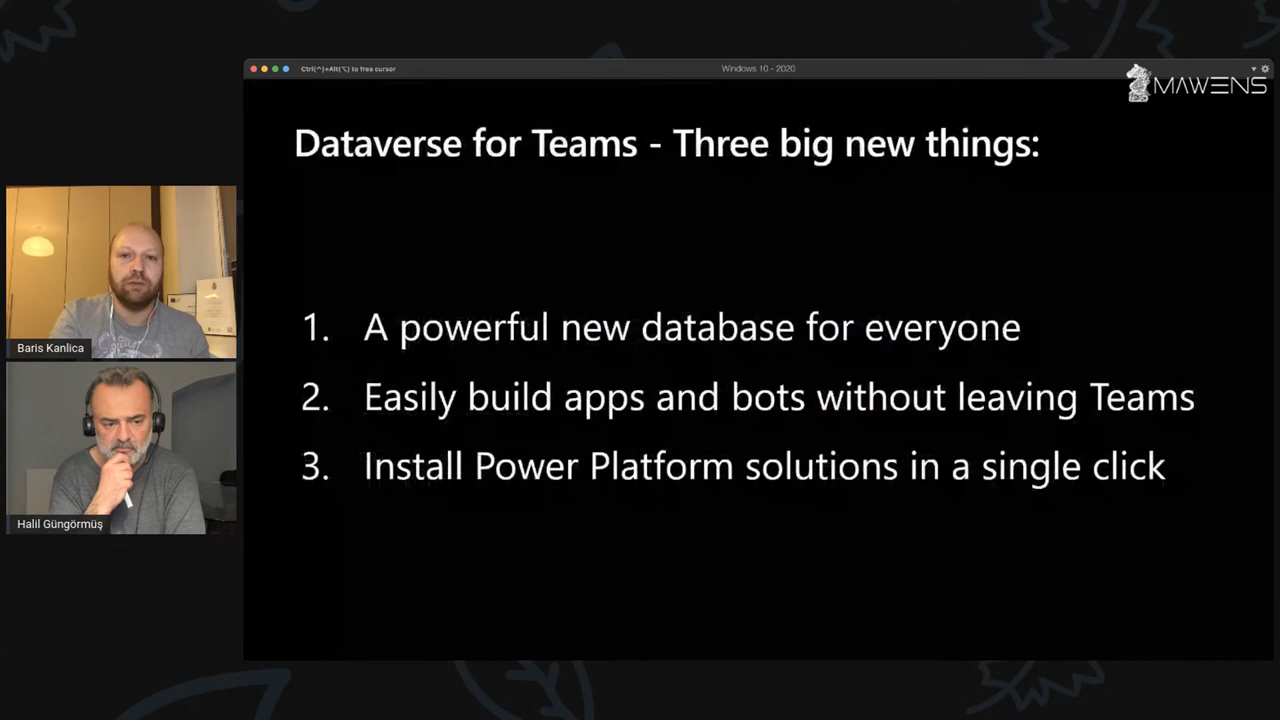 Ctrl(^)+Alt(⌥) to free cursor
Windows 10 - 2020
MAWENS
Dataverse for Teams - Three big new things:
1. A powerful new database for everyone
2. Easily build apps and bots without leaving Teams
3. Install Power Platform solutions in a single click
Baris Kanlica
Halil Güngörmüş